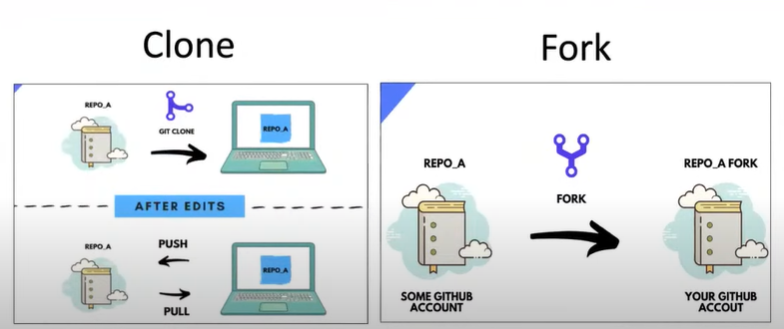 Clone
REPO_A
GIT CLONE
REPO_A
AFTER EDITS
REPO_A
PUSH
PULL
REPO_A
Fork
REPO_A
FORK
REPO_A FORK
SOME GITHUB
ACCOUNT
YOUR GITHUB
ACCOUT